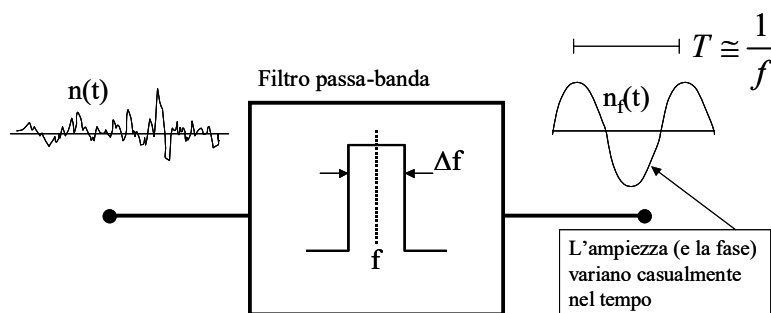 n(t)
Filtro passa-banda
Δf
f
T ≅ 1/f
n_f(t)
L'ampiezza (e la fase)
variano casualmente
nel tempo